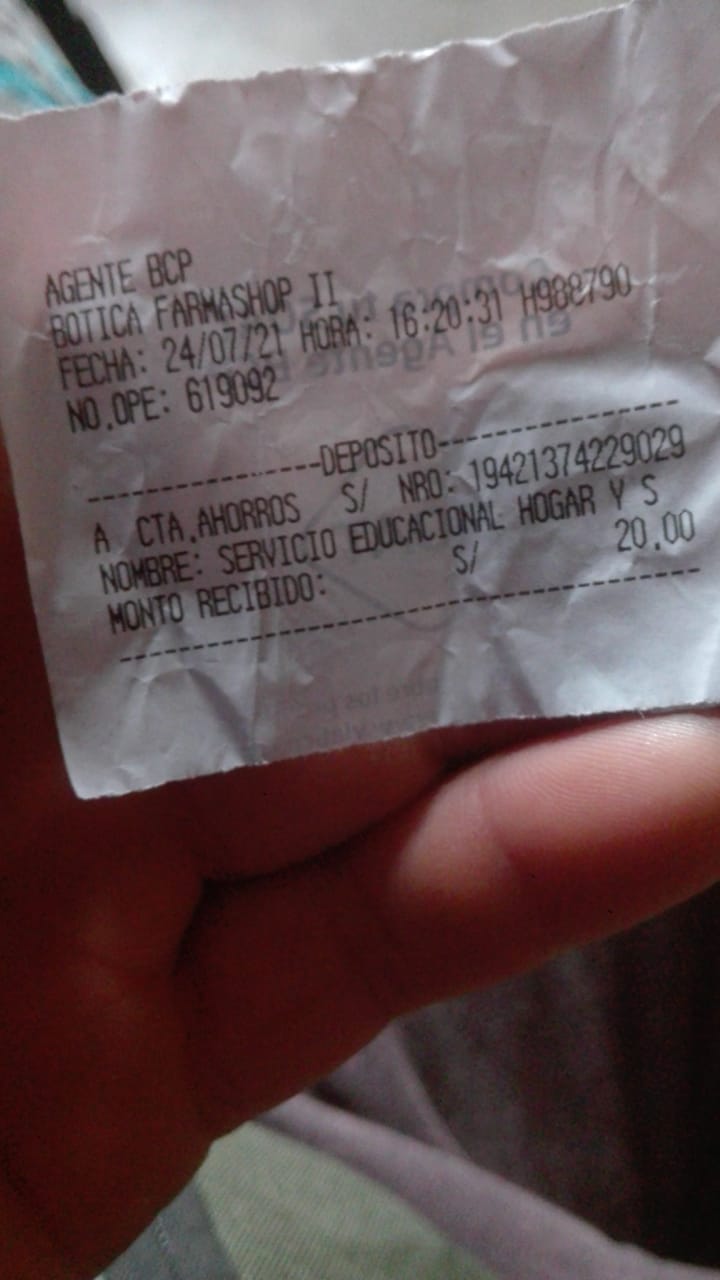 AGENTE BCP
BOTICA FARMASHOP II
FECHA: 24/07/21 HORA: 16:20:31 H988790
NO.OPE: 619092
------------------DEPOSITO------------------
A CTA.AHORROS S/ NRO: 19421374229029
NOMBRE: SERVICIO EDUCACIONAL HOGAR Y S
MONTO RECIBIDO: S/ 20.00
--------------------------------------------